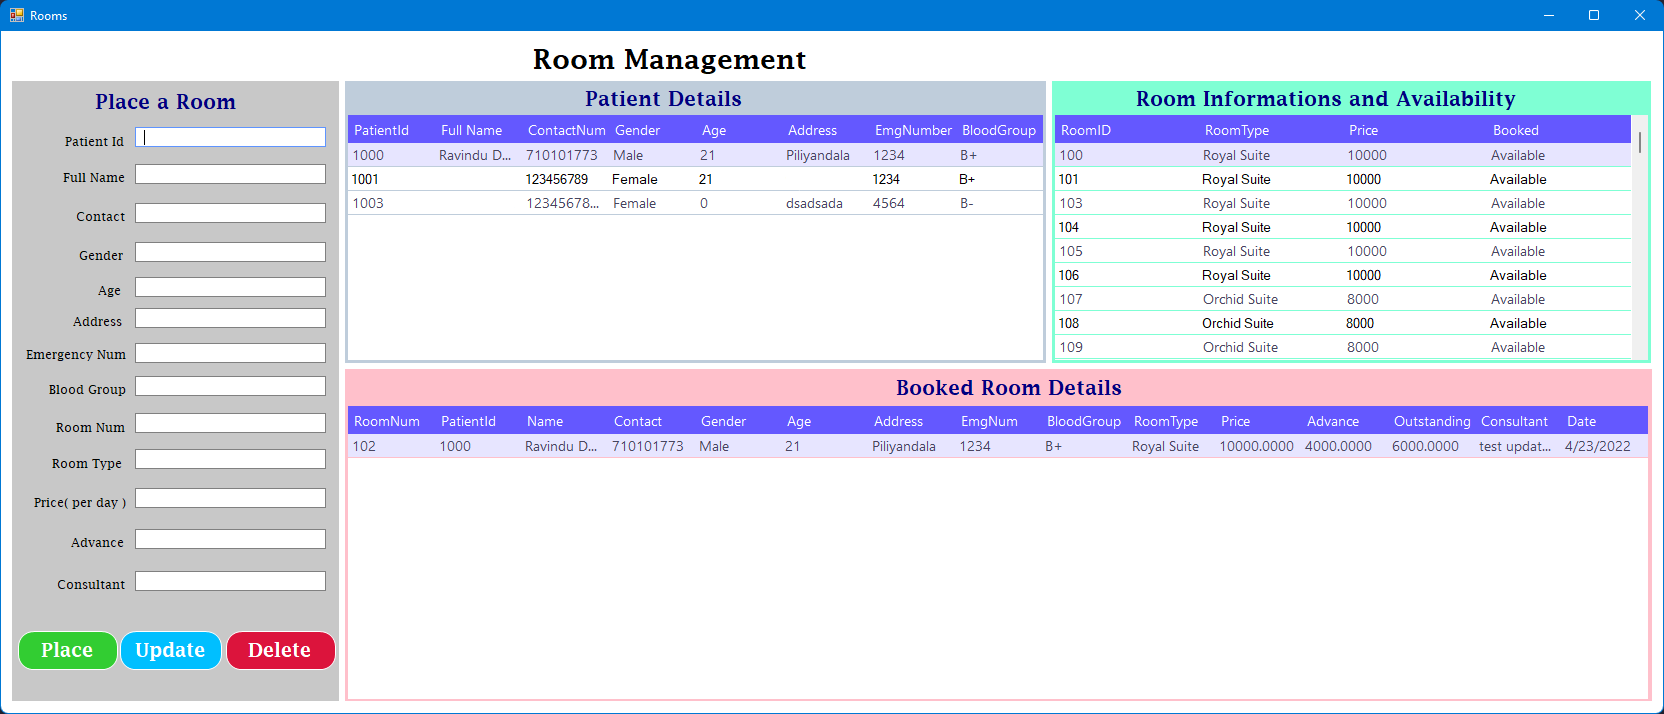 Rooms
Room Management
Place a Room
Patient Id
Full Name
Contact
Gender
Age
Address
Emergency Num
Blood Group
Room Num
Room Type
Price( per day )
Advance
Consultant
Place Update Delete
Patient Details
PatientId Full Name ContactNum Gender Age Address EmgNumber BloodGroup
1000 Ravindu D... 710101773 Male 21 Piliyandala 1234 B+
1001 123456789 Female 21 1234 B+
1003 12345678... Female 0 dsadsada 4564 B-
Room Informations and Availability
RoomID RoomType Price Booked
100 Royal Suite 10000 Available
101 Royal Suite 10000 Available
103 Royal Suite 10000 Available
104 Royal Suite 10000 Available
105 Royal Suite 10000 Available
106 Royal Suite 10000 Available
107 Orchid Suite 8000 Available
108 Orchid Suite 8000 Available
109 Orchid Suite 8000 Available
Booked Room Details
RoomNum PatientId Name Contact Gender Age Address EmgNum BloodGroup RoomType Price Advance Outstanding Consultant Date
102 1000 Ravindu D... 710101773 Male 21 Piliyandala 1234 B+ Royal Suite 10000.0000 4000.0000 6000.0000 test updat... 4/23/2022